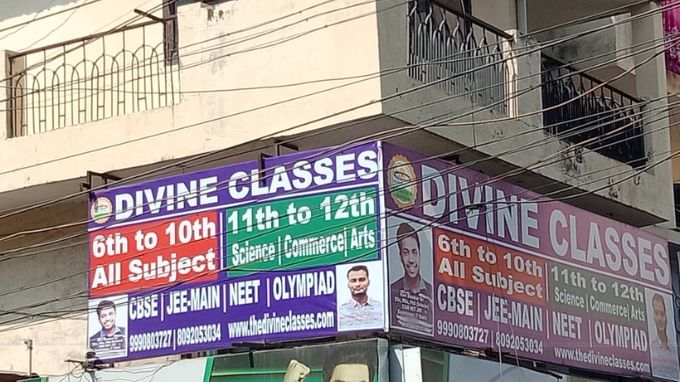 DIVINE CLASSES
6th to 10th
All Subject
11th to 12th
Science | Commerce | Arts
CBSE | JEE-MAIN | NEET | OLYMPIAD
9990803727 | 8092053034
www.thedivineclasses.com
DIVINE CLASSES
6th to 10th
All Subject
11th to 12th
Science | Commerce | Arts
CBSE | JEE-MAIN | NEET | OLYMPIAD
9990803727 | 8092053034
www.thedivineclasses.com